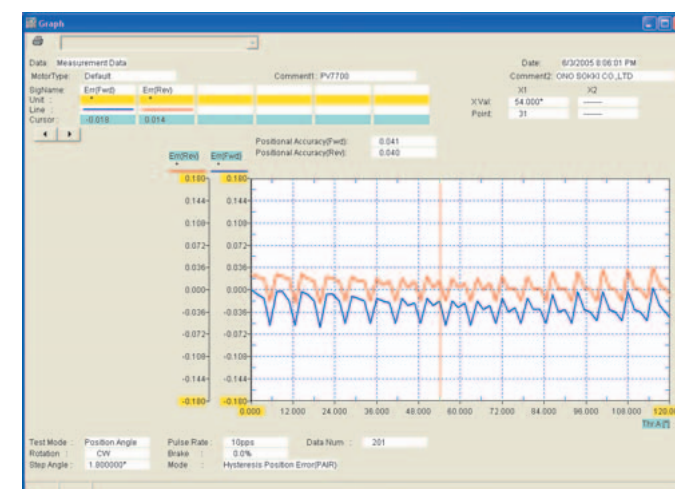 Graph
Data Measurement Data Date: 6/3/2005 8:06:01 PM
MotorType: Default Comment1: PV7700 Comment2: ONO SOKKI CO.,LTD
SigName: Err(Fwd) Err(Rev) X1 X2
Unit : ° ° X Val: 54.000° ——
Line : Point: 31 ——
Cursor : -0.018 0.014
Positional Accuracy(Fwd): 0.041
Positional Accuracy(Rev): 0.040
Err(Rev) Err(Fwd)
° °
0.180 0.180
0.144 0.144
0.108 0.108
0.072 0.072
0.036 0.036
0.000 0.000
-0.036 -0.036
-0.072 -0.072
-0.108 -0.108
-0.144 -0.144
-0.180 -0.180
0.000 12.000 24.000 36.000 48.000 60.000 72.000 84.000 96.000 108.000 120.00
Thr.A[°]
Test Mode : Position Angle Pulse Rate : 10pps Data Num. : 201
Rotation : CW Brake : 0.0%
Step Angle : 1.800000° Mode : Hysteresis Position Error(PAIR)